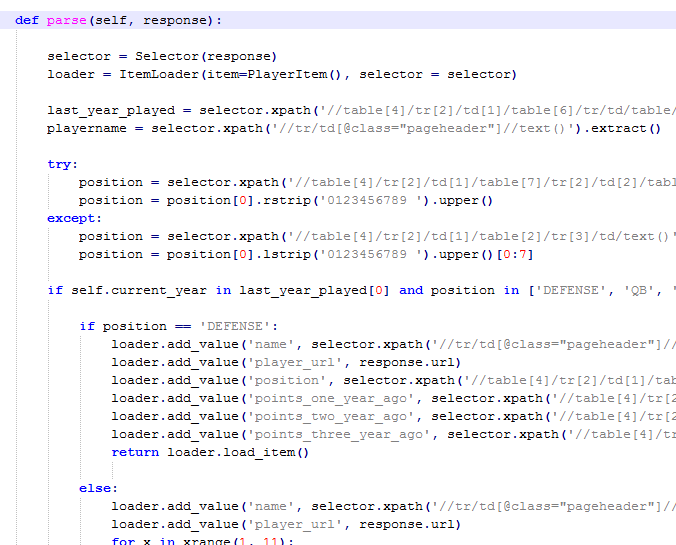 def parse(self, response):
selector = Selector(response)
loader = ItemLoader(item=PlayerItem(), selector = selector)
last_year_played = selector.xpath('//table[4]/tr[2]/td[1]/table[6]/tr/td/table/
playername = selector.xpath('//tr/td[@class="pageheader"]//text()').extract()
try:
position = selector.xpath('//table[4]/tr[2]/td[1]/table[7]/tr[2]/td[2]/tabl
position = position[0].rstrip('0123456789 ').upper()
except:
position = selector.xpath('//table[4]/tr[2]/td[1]/table[2]/tr[3]/td/text()'
position = position[0].lstrip('0123456789 ').upper()[0:7]
if self.current_year in last_year_played[0] and position in ['DEFENSE', 'QB', '
if position == 'DEFENSE':
loader.add_value('name', selector.xpath('//tr/td[@class="pageheader"]//
loader.add_value('player_url', response.url)
loader.add_value('position', selector.xpath('//table[4]/tr[2]/td[1]/tab
loader.add_value('points_one_year_ago', selector.xpath('//table[4]/tr[2
loader.add_value('points_two_year_ago', selector.xpath('//table[4]/tr[2
loader.add_value('points_three_year_ago', selector.xpath('//table[4]/tr
return loader.load_item()
else:
loader.add_value('name', selector.xpath('//tr/td[@class="pageheader"]//
loader.add_value('player_url', response.url)
for x in xrange(1, 11):